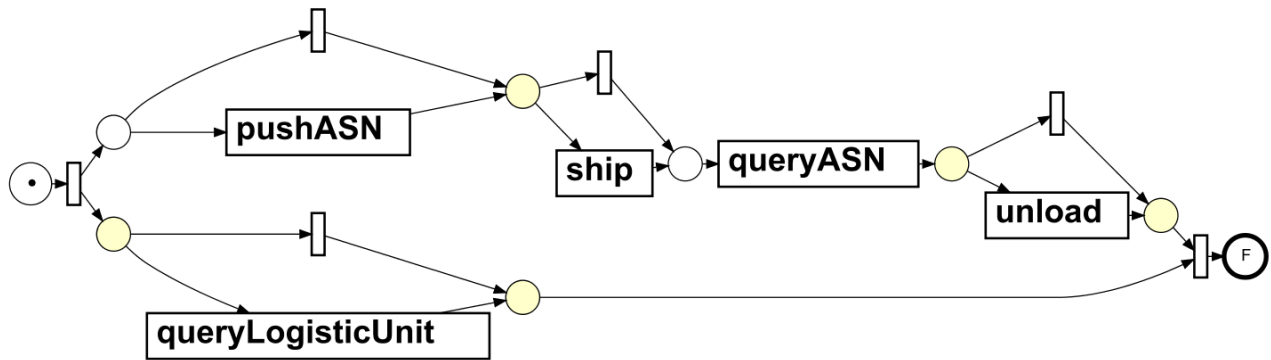 pushASN
ship
queryASN
unload
F
queryLogisticUnit